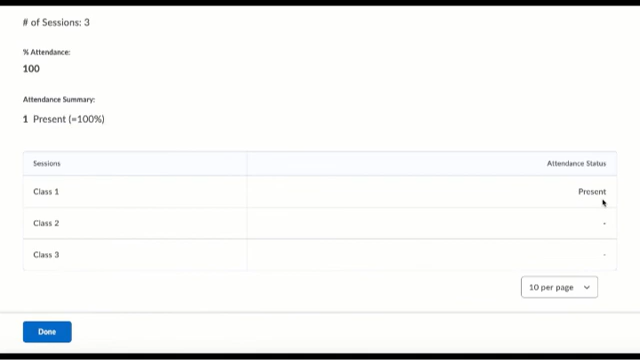 # of Sessions: 3
% Attendance:
100
Attendance Summary:
1 Present (=100%)
Sessions Attendance Status
Class 1 Present
Class 2 -
Class 3 -
10 per page
Done